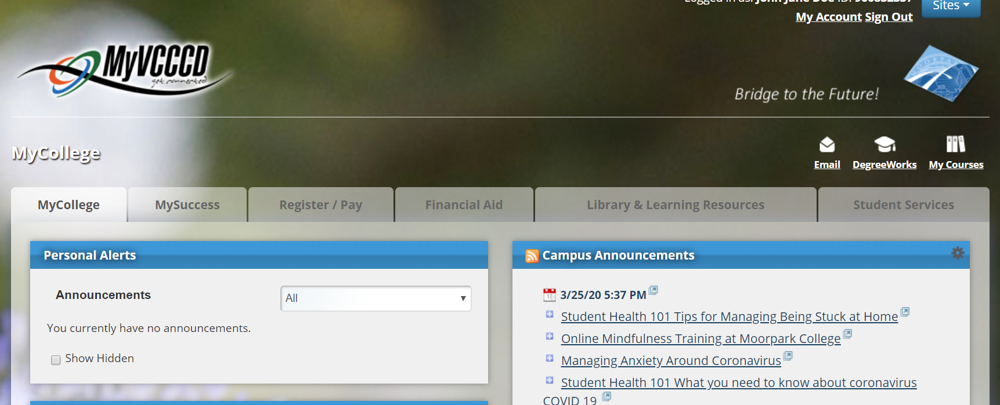 My Account Sign Out
Sites
MyVCCCD
get connected
Bridge to the Future!
MyCollege
Email DegreeWorks My Courses
MyCollege MySuccess Register / Pay Financial Aid Library & Learning Resources Student Services
Personal Alerts
Announcements
All
You currently have no announcements.
Show Hidden
Campus Announcements
3/25/20 5:37 PM
Student Health 101 Tips for Managing Being Stuck at Home
Online Mindfulness Training at Moorpark College
Managing Anxiety Around Coronavirus
Student Health 101 What you need to know about coronavirus
COVID 19